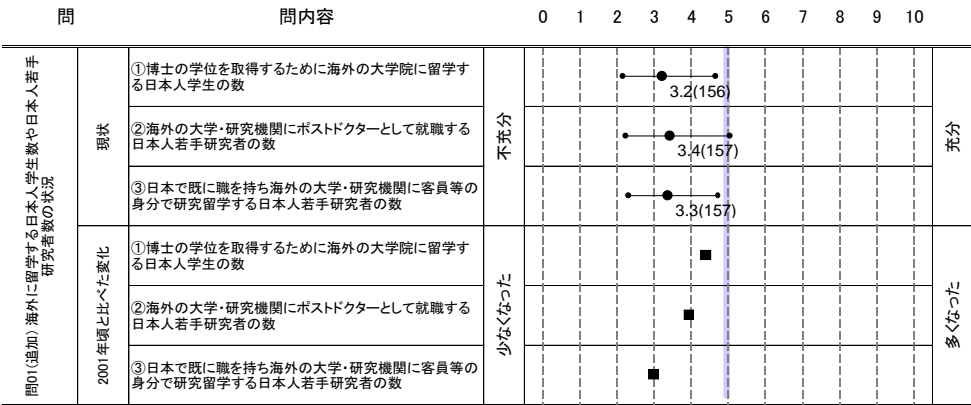 問 問内容 0 1 2 3 4 5 6 7 8 9 10
問01(追加) 海外に留学する日本人学生数や日本人若手
研究者数の状況
現状
①博士の学位を取得するために海外の大学院に留学す
る日本人学生の数
3.2(156)
②海外の大学・研究機関にポストドクターとして就職する
日本人若手研究者の数
3.4(157)
③日本で既に職を持ち海外の大学・研究機関に客員等の
身分で研究留学する日本人若手研究者の数
3.3(157)
不充分
充分
2001年頃と比べた変化
①博士の学位を取得するために海外の大学院に留学す
る日本人学生の数
②海外の大学・研究機関にポストドクターとして就職する
日本人若手研究者の数
③日本で既に職を持ち海外の大学・研究機関に客員等の
身分で研究留学する日本人若手研究者の数
少なくなった
多くなった